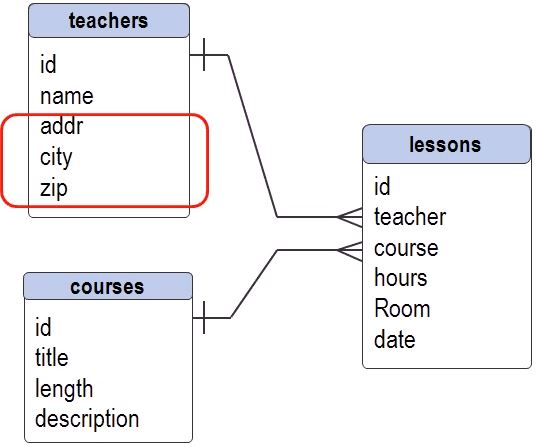 teachers
id
name
addr
city
zip
courses
id
title
length
description
lessons
id
teacher
course
hours
Room
date